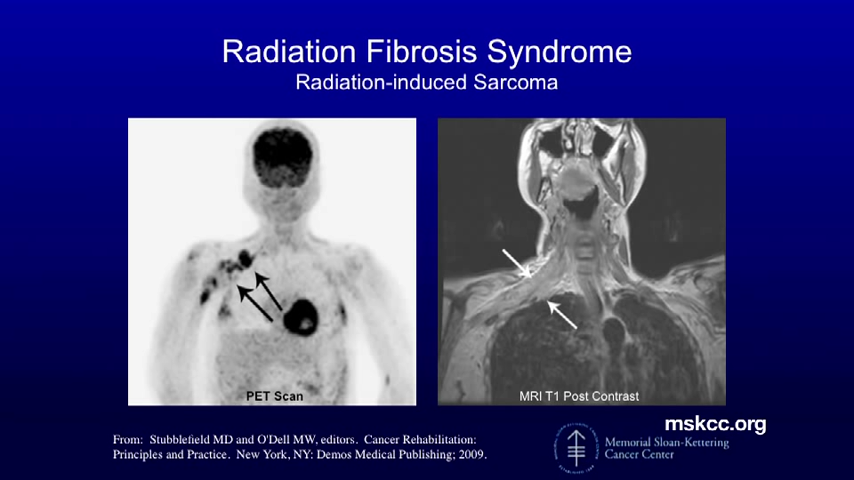 Radiation Fibrosis Syndrome
Radiation-induced Sarcoma
PET Scan
MRI T1 Post Contrast
mskcc.org
From: Stubblefield MD and O'Dell MW, editors. Cancer Rehabilitation:
Principles and Practice. New York, NY: Demos Medical Publishing; 2009.
Memorial Sloan-Kettering
Cancer Center